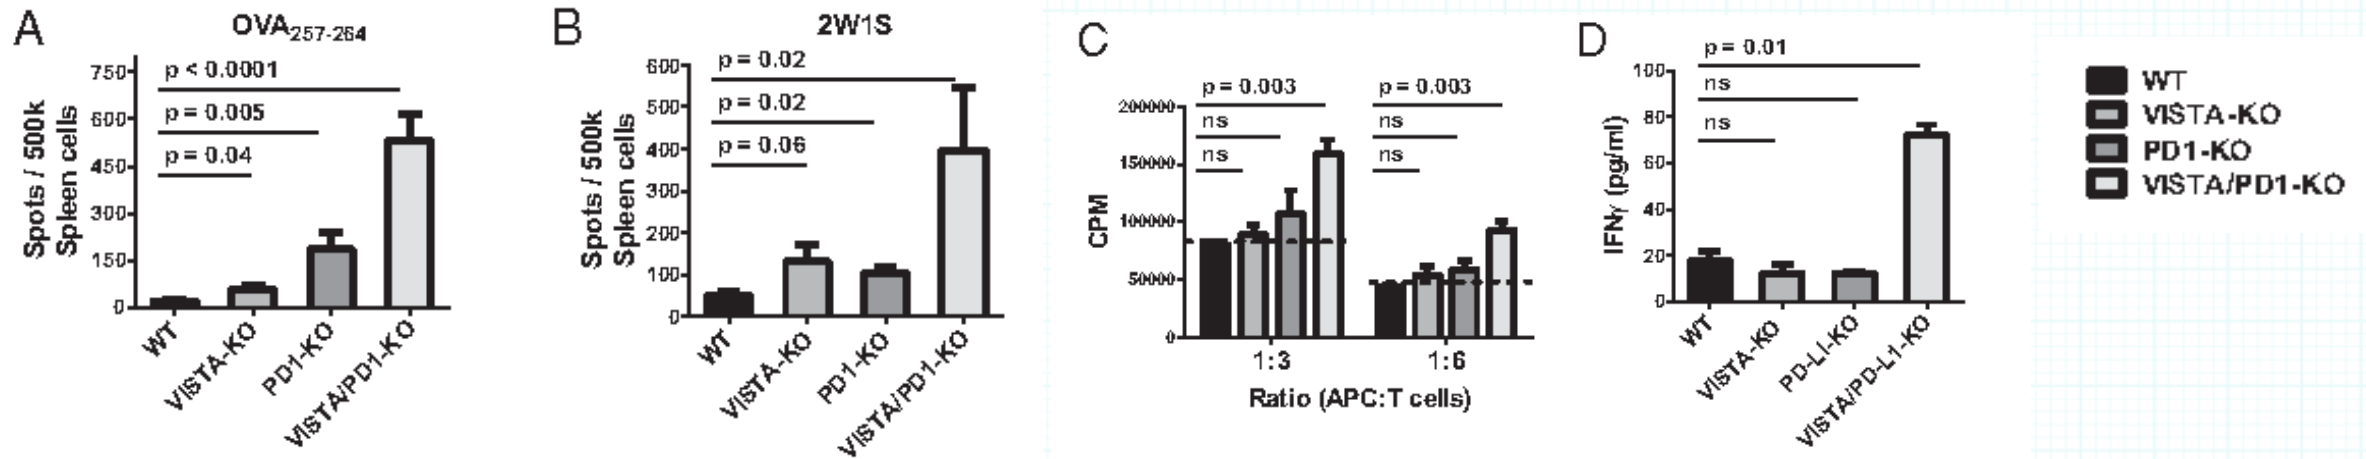 A
OVA257-264
Spots / 500k
Spleen cells
750
600
450
300
150
0
p < 0.0001
p = 0.005
p = 0.04
WT
VISTA-KO
PD1-KO
VISTA/PD1-KO
B
2W1S
Spots / 500k
Spleen cells
600
500
400
300
200
100
0
p = 0.02
p = 0.02
p = 0.06
WT
VISTA-KO
PD1-KO
VISTA/PD1-KO
C
CPM
200000
150000
100000
50000
0
p = 0.003
ns
ns
p = 0.003
ns
ns
1:3
1:6
Ratio (APC:T cells)
D
IFNγ (pg/ml)
100
80
60
40
20
0
p = 0.01
ns
ns
WT
VISTA-KO
PD-LI-KO
VISTA/PD-L1-KO
WT
VISTA-KO
PD1-KO
VISTA/PD1-KO